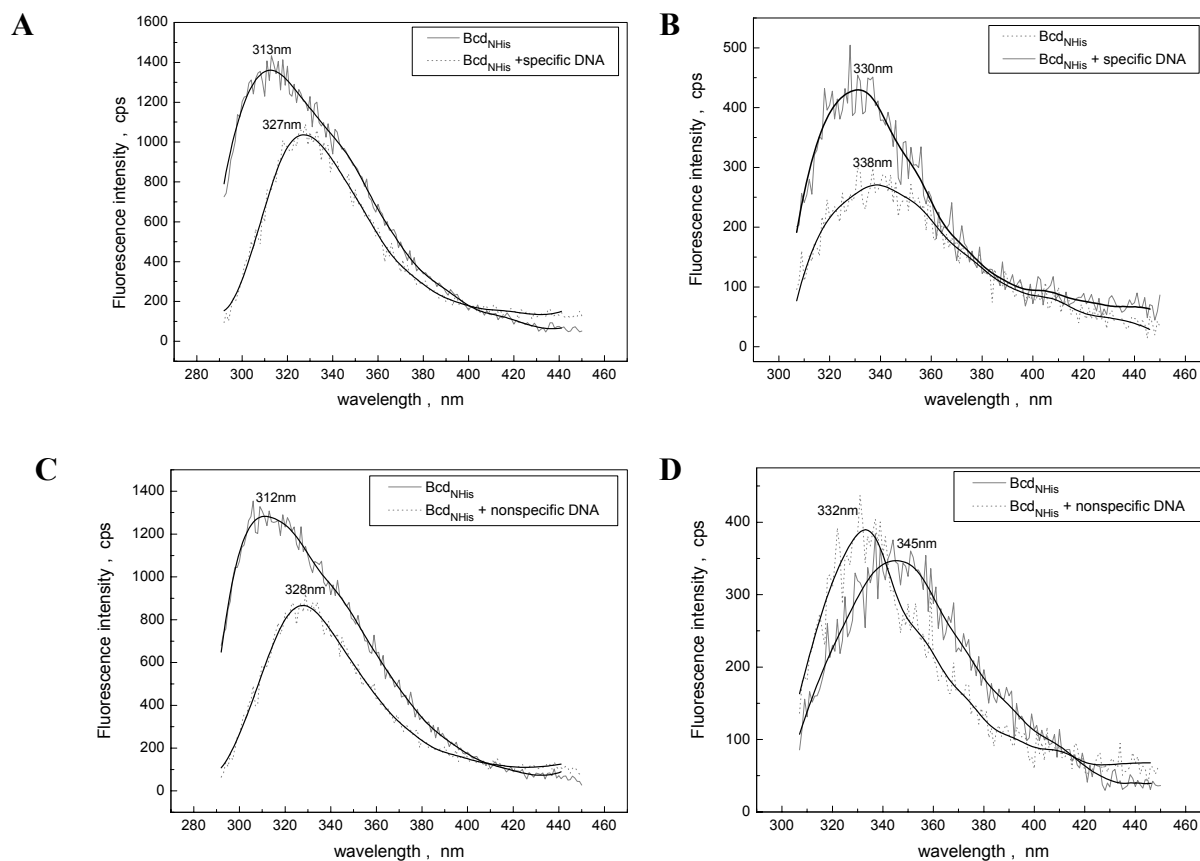 A
1600
1400
1200
1000
800
600
400
200
0
Fluorescence intensity , cps
313nm
327nm
Bcd_NHis
Bcd_NHis +specific DNA
280 300 320 340 360 380 400 420 440 460
wavelength , nm
B
500
400
300
200
100
0
Fluorescence intensity , cps
330nm
338nm
Bcd_NHis
Bcd_NHis + specific DNA
300 320 340 360 380 400 420 440 460
wavelength , nm
C
1400
1200
1000
800
600
400
200
0
Fluorescence intensity , cps
312nm
328nm
Bcd_NHis
Bcd_NHis + nonspecific DNA
280 300 320 340 360 380 400 420 440 460
wavelength , nm
D
400
300
200
100
0
Fluorescence intensity , cps
332nm
345nm
Bcd_NHis
Bcd_NHis + nonspecific DNA
300 320 340 360 380 400 420 440 460
wavelength , nm